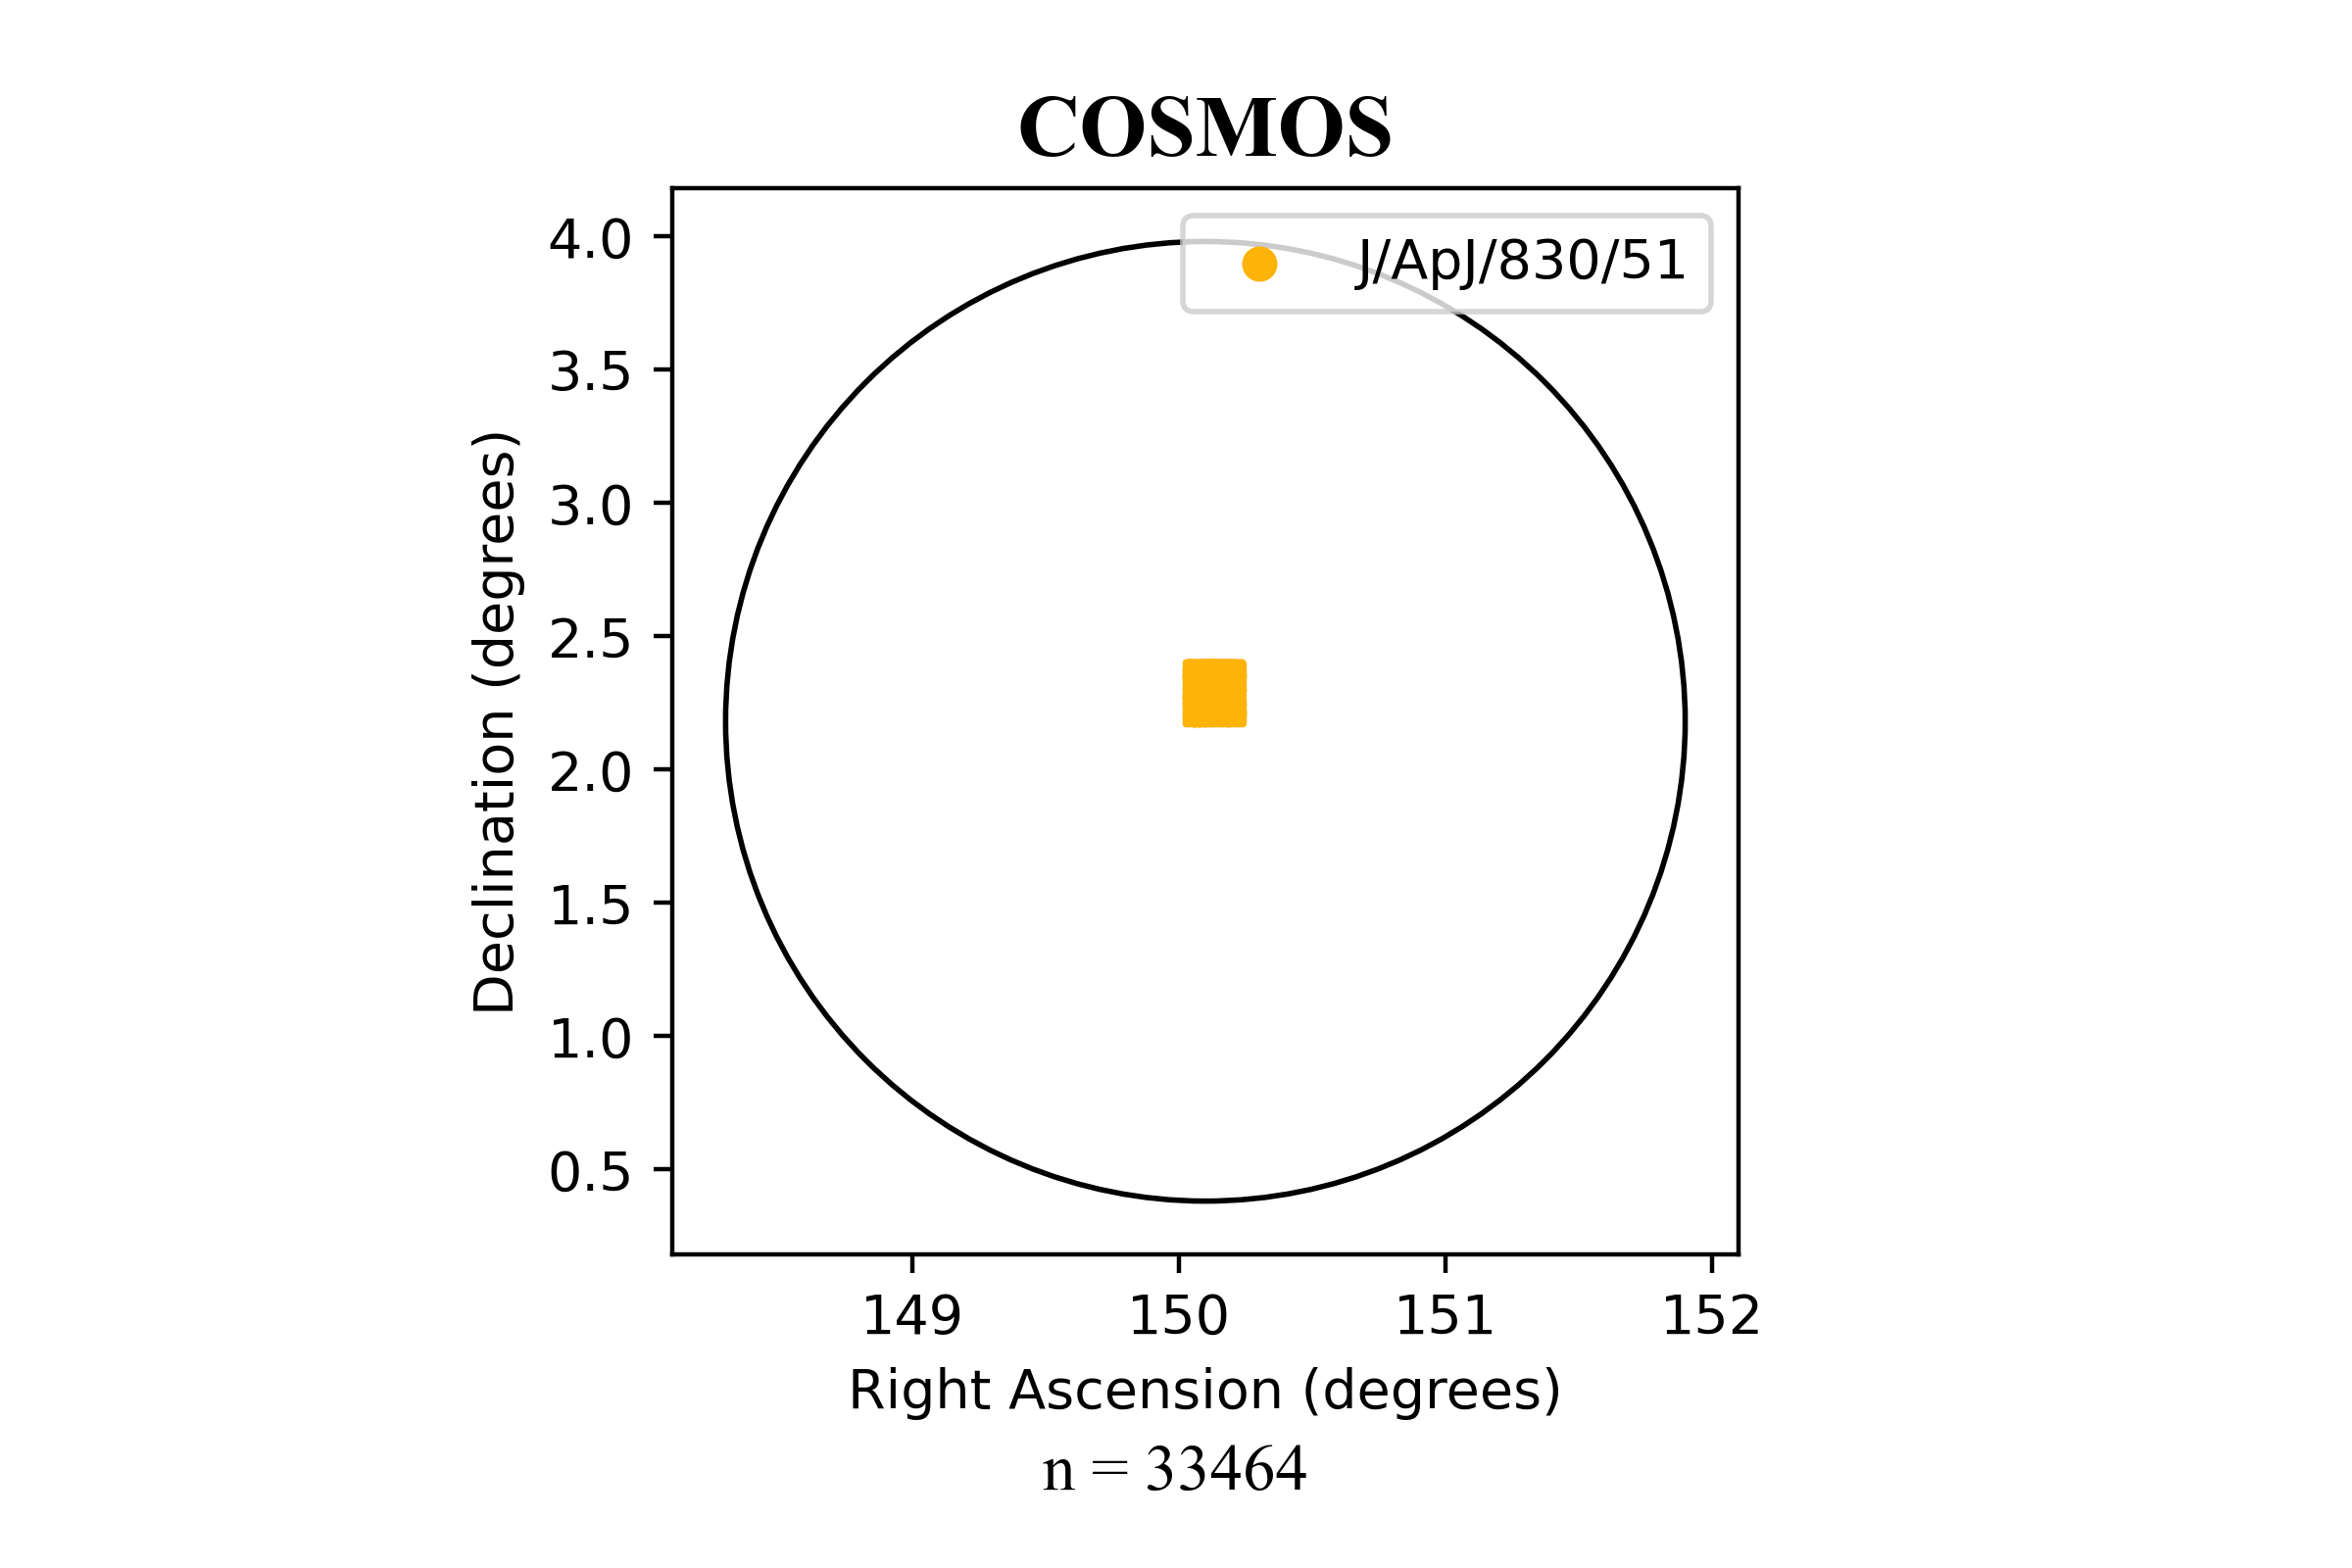 COSMOS
J/ApJ/830/51
4.0
3.5
3.0
2.5
2.0
1.5
1.0
0.5
Declination (degrees)
149 150 151 152
Right Ascension (degrees)
n = 33464